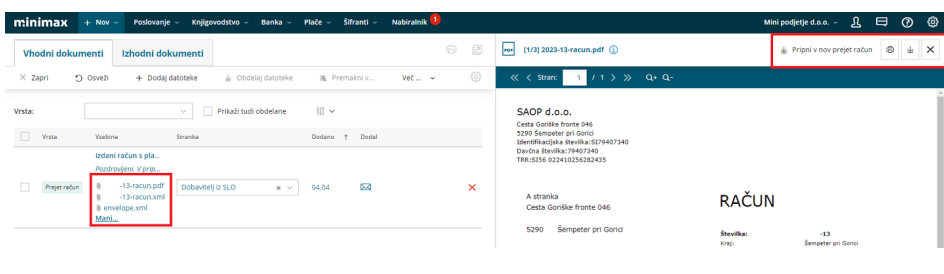 minimax + Nov Poslovanje Knjigovodstvo Banka Plače Šifranti Nabiralnik 1 Mini podjetje d.o.o.
Vhodni dokumenti Izhodni dokumenti
PDF [1/3] 2023-13-racun.pdf
Pripni v nov prejet račun
Zapri Osveži + Dodaj datoteke Obdelaj datoteke Premakni v... Več ...
Stran: 1 / 1
Vrsta: Prikaži tudi obdelane
Vrsta Vsebina Stranka Dodano Dodal
Izdani račun s pla...
Pozdravljeni. V prip...
Prejet račun -13-racun.pdf Dobavitelj iz SLO 04.04
-13-racun.xml
envelope.xml
Manj...
SAOP d.o.o.
Cesta Goriške fronte 046
5290 Šempeter pri Gorici
Identifikacijska številka:SI79407340
Davčna številka:79407340
TRR:SI56 022410256282435
A stranka
Cesta Goriške fronte 046
5290 Šempeter pri Gorici
RAČUN
Številka: -13
Kraj: Šempeter pri Gorici